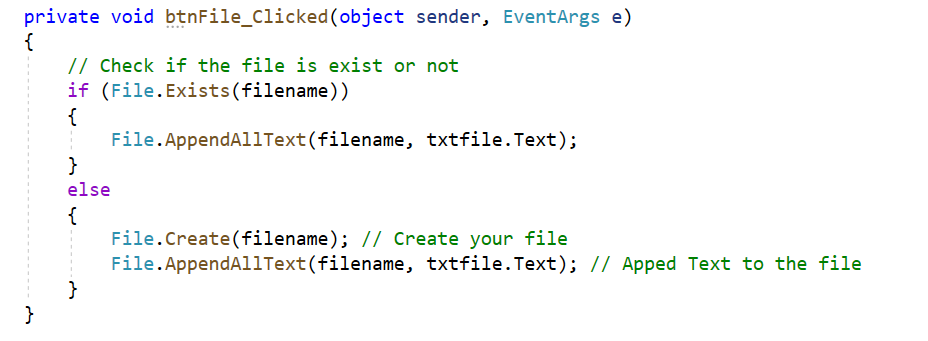 private void btnFile_Clicked(object sender, EventArgs e)
{
// Check if the file is exist or not
if (File.Exists(filename))
{
File.AppendAllText(filename, txtfile.Text);
}
else
{
File.Create(filename); // Create your file
File.AppendAllText(filename, txtfile.Text); // Apped Text to the file
}
}